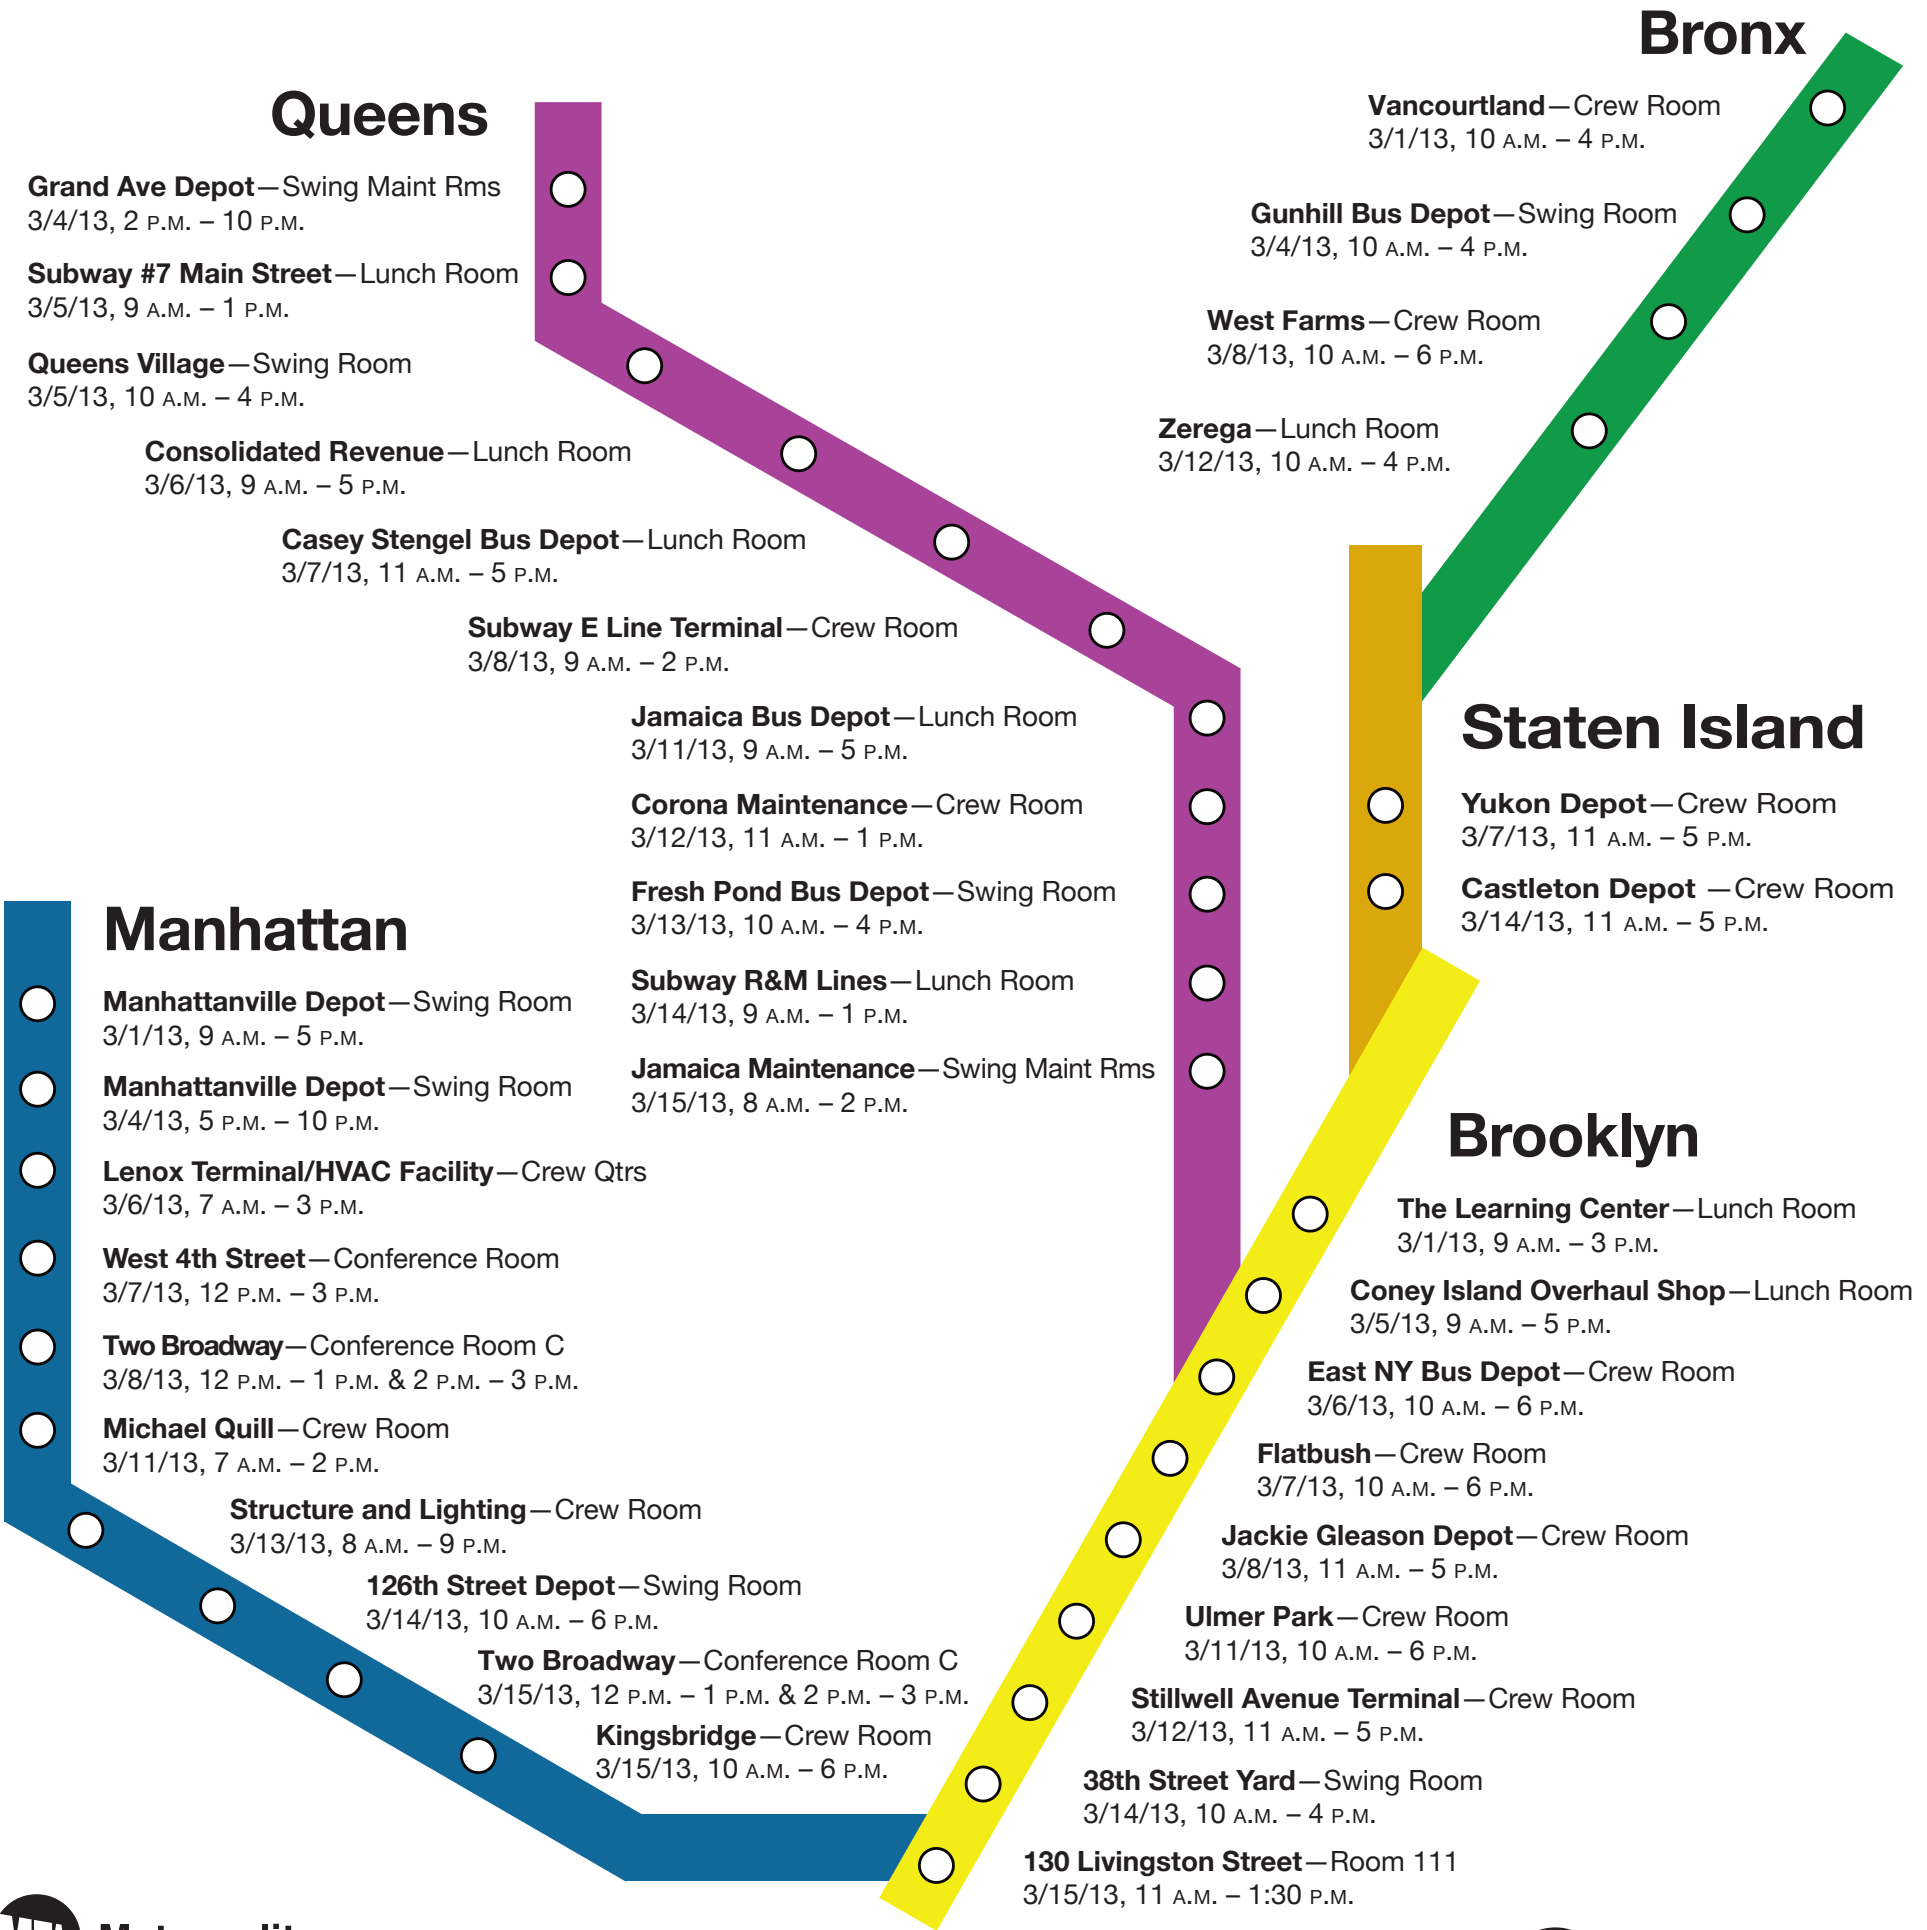 Queens
Grand Ave Depot—Swing Maint Rms
3/4/13, 2 P.M. – 10 P.M.
Subway #7 Main Street—Lunch Room
3/5/13, 9 A.M. – 1 P.M.
Queens Village—Swing Room
3/5/13, 10 A.M. – 4 P.M.
Consolidated Revenue—Lunch Room
3/6/13, 9 A.M. – 5 P.M.
Casey Stengel Bus Depot—Lunch Room
3/7/13, 11 A.M. – 5 P.M.
Subway E Line Terminal—Crew Room
3/8/13, 9 A.M. – 2 P.M.
Jamaica Bus Depot—Lunch Room
3/11/13, 9 A.M. – 5 P.M.
Corona Maintenance—Crew Room
3/12/13, 11 A.M. – 1 P.M.
Fresh Pond Bus Depot—Swing Room
3/13/13, 10 A.M. – 4 P.M.
Subway R&M Lines—Lunch Room
3/14/13, 9 A.M. – 1 P.M.
Jamaica Maintenance—Swing Maint Rms
3/15/13, 8 A.M. – 2 P.M.
Bronx
Vancourtland—Crew Room
3/1/13, 10 A.M. – 4 P.M.
Gunhill Bus Depot—Swing Room
3/4/13, 10 A.M. – 4 P.M.
West Farms—Crew Room
3/8/13, 10 A.M. – 6 P.M.
Zerega—Lunch Room
3/12/13, 10 A.M. – 4 P.M.
Staten Island
Yukon Depot—Crew Room
3/7/13, 11 A.M. – 5 P.M.
Castleton Depot —Crew Room
3/14/13, 11 A.M. – 5 P.M.
Manhattan
Manhattanville Depot—Swing Room
3/1/13, 9 A.M. – 5 P.M.
Manhattanville Depot—Swing Room
3/4/13, 5 P.M. – 10 P.M.
Lenox Terminal/HVAC Facility—Crew Qtrs
3/6/13, 7 A.M. – 3 P.M.
West 4th Street—Conference Room
3/7/13, 12 P.M. – 3 P.M.
Two Broadway—Conference Room C
3/8/13, 12 P.M. – 1 P.M. & 2 P.M. – 3 P.M.
Michael Quill—Crew Room
3/11/13, 7 A.M. – 2 P.M.
Structure and Lighting—Crew Room
3/13/13, 8 A.M. – 9 P.M.
126th Street Depot—Swing Room
3/14/13, 10 A.M. – 6 P.M.
Two Broadway—Conference Room C
3/15/13, 12 P.M. – 1 P.M. & 2 P.M. – 3 P.M.
Kingsbridge—Crew Room
3/15/13, 10 A.M. – 6 P.M.
Brooklyn
The Learning Center—Lunch Room
3/1/13, 9 A.M. – 3 P.M.
Coney Island Overhaul Shop—Lunch Room
3/5/13, 9 A.M. – 5 P.M.
East NY Bus Depot—Crew Room
3/6/13, 10 A.M. – 6 P.M.
Flatbush—Crew Room
3/7/13, 10 A.M. – 6 P.M.
Jackie Gleason Depot—Crew Room
3/8/13, 11 A.M. – 5 P.M.
Ulmer Park—Crew Room
3/11/13, 10 A.M. – 6 P.M.
Stillwell Avenue Terminal—Crew Room
3/12/13, 11 A.M. – 5 P.M.
38th Street Yard—Swing Room
3/14/13, 10 A.M. – 4 P.M.
130 Livingston Street—Room 111
3/15/13, 11 A.M. – 1:30 P.M.